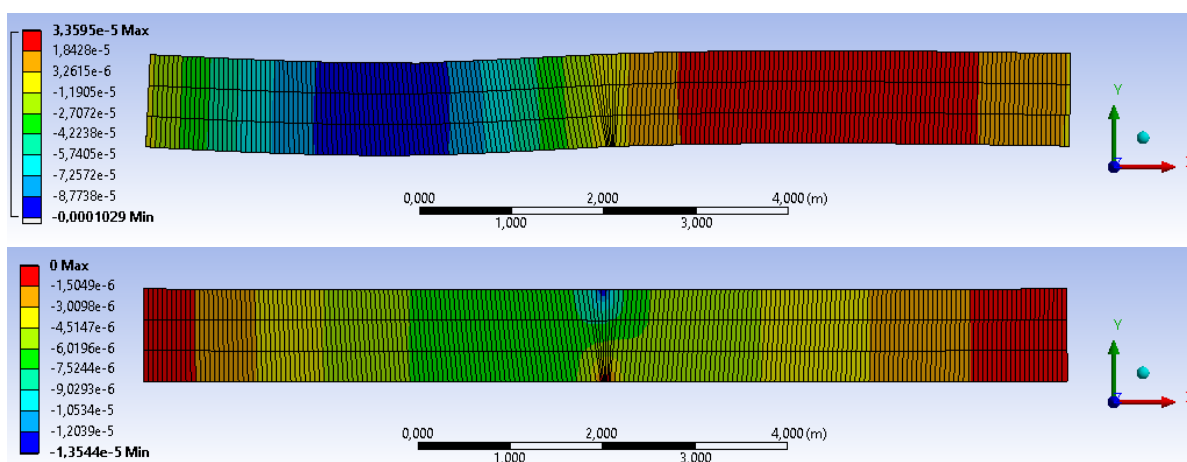 3,3595e-5 Max
1,8428e-5
3,2615e-6
-1,1905e-5
-2,7072e-5
-4,2238e-5
-5,7405e-5
-7,2572e-5
-8,7738e-5
-0,0001029 Min
Y
0,000 2,000 4,000 (m)
1,000 3,000
0 Max
-1,5049e-6
-3,0098e-6
-4,5147e-6
-6,0196e-6
-7,5244e-6
-9,0293e-6
-1,0534e-5
-1,2039e-5
-1,3544e-5 Min
Y
0,000 2,000 4,000 (m)
1,000 3,000